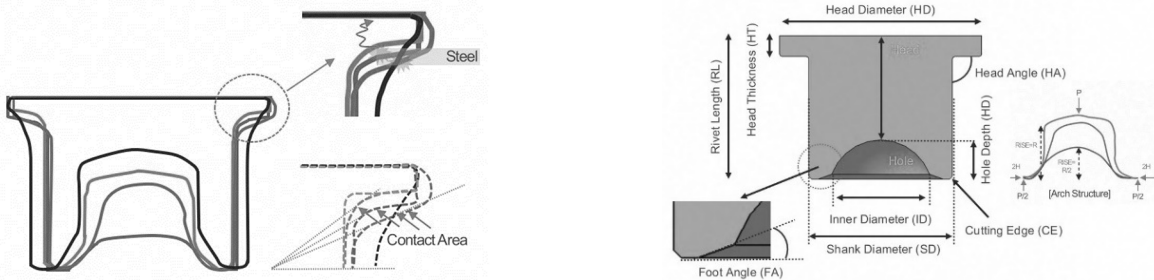 Steel
Contact Area
Head Diameter (HD)
Head Thickness (HT)
Rivet Length (RL)
Head Angle (HA)
Hole
Hole Depth (HD)
Inner Diameter (ID)
Shank Diameter (SD)
Cutting Edge (CE)
Foot Angle (FA)
P
RISE=R
RISE=
R/2
2H
2H
P/2
P/2
[Arch Structure]